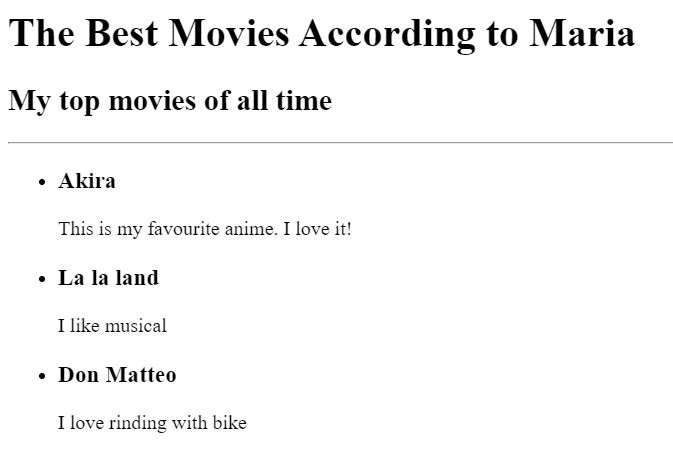 The Best Movies According to Maria
My top movies of all time
Akira
This is my favourite anime. I love it!
La la land
I like musical
Don Matteo
I love rinding with bike